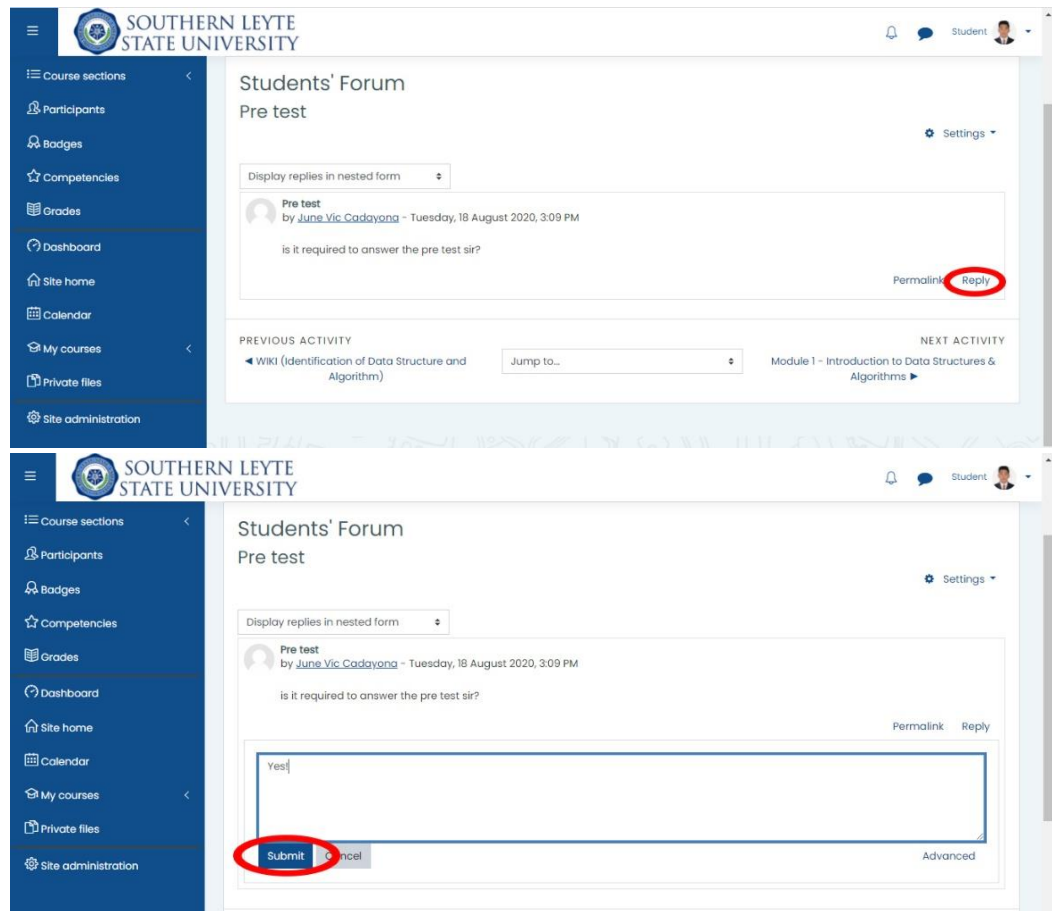 SOUTHERN LEYTE
STATE UNIVERSITY
Student
Course sections
Participants
Badges
Competencies
Grades
Dashboard
Site home
Calendar
My courses
Private files
Site administration
Students' Forum
Pre test
Settings
Display replies in nested form
Pre test
by June Vic Cadayona - Tuesday, 18 August 2020, 3:09 PM
is it required to answer the pre test sir?
Permalink Reply
PREVIOUS ACTIVITY
◄ WIKI (Identification of Data Structure and
Algorithm)
Jump to...
NEXT ACTIVITY
Module 1 - Introduction to Data Structures &
Algorithms ►
SOUTHERN LEYTE
STATE UNIVERSITY
Student
Course sections
Participants
Badges
Competencies
Grades
Dashboard
Site home
Calendar
My courses
Private files
Site administration
Students' Forum
Pre test
Settings
Display replies in nested form
Pre test
by June Vic Cadayona - Tuesday, 18 August 2020, 3:09 PM
is it required to answer the pre test sir?
Permalink Reply
Yes!
Submit Cancel
Advanced